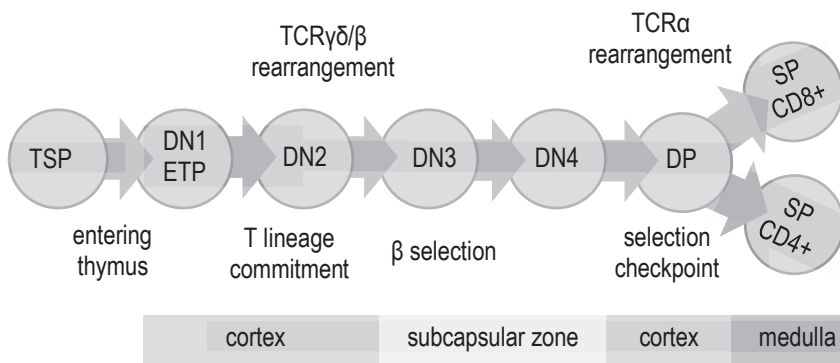 TCRγδ/β
rearrangement
TCRα
rearrangement
SP
CD8+
TSP
DN1
ETP
DN2
DN3
DN4
DP
SP
CD4+
entering
thymus
T lineage
commitment
β selection
selection
checkpoint
cortex
subcapsular zone
cortex
medulla